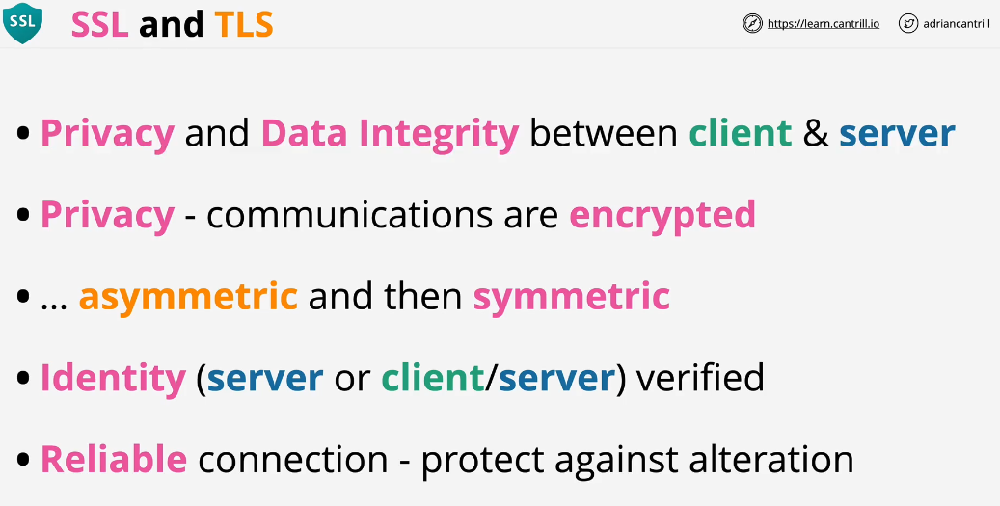 SSL
SSL and TLS
https://learn.cantrill.io
adriancantrill
• Privacy and Data Integrity between client & server
• Privacy - communications are encrypted
• ... asymmetric and then symmetric
• Identity (server or client/server) verified
• Reliable connection - protect against alteration